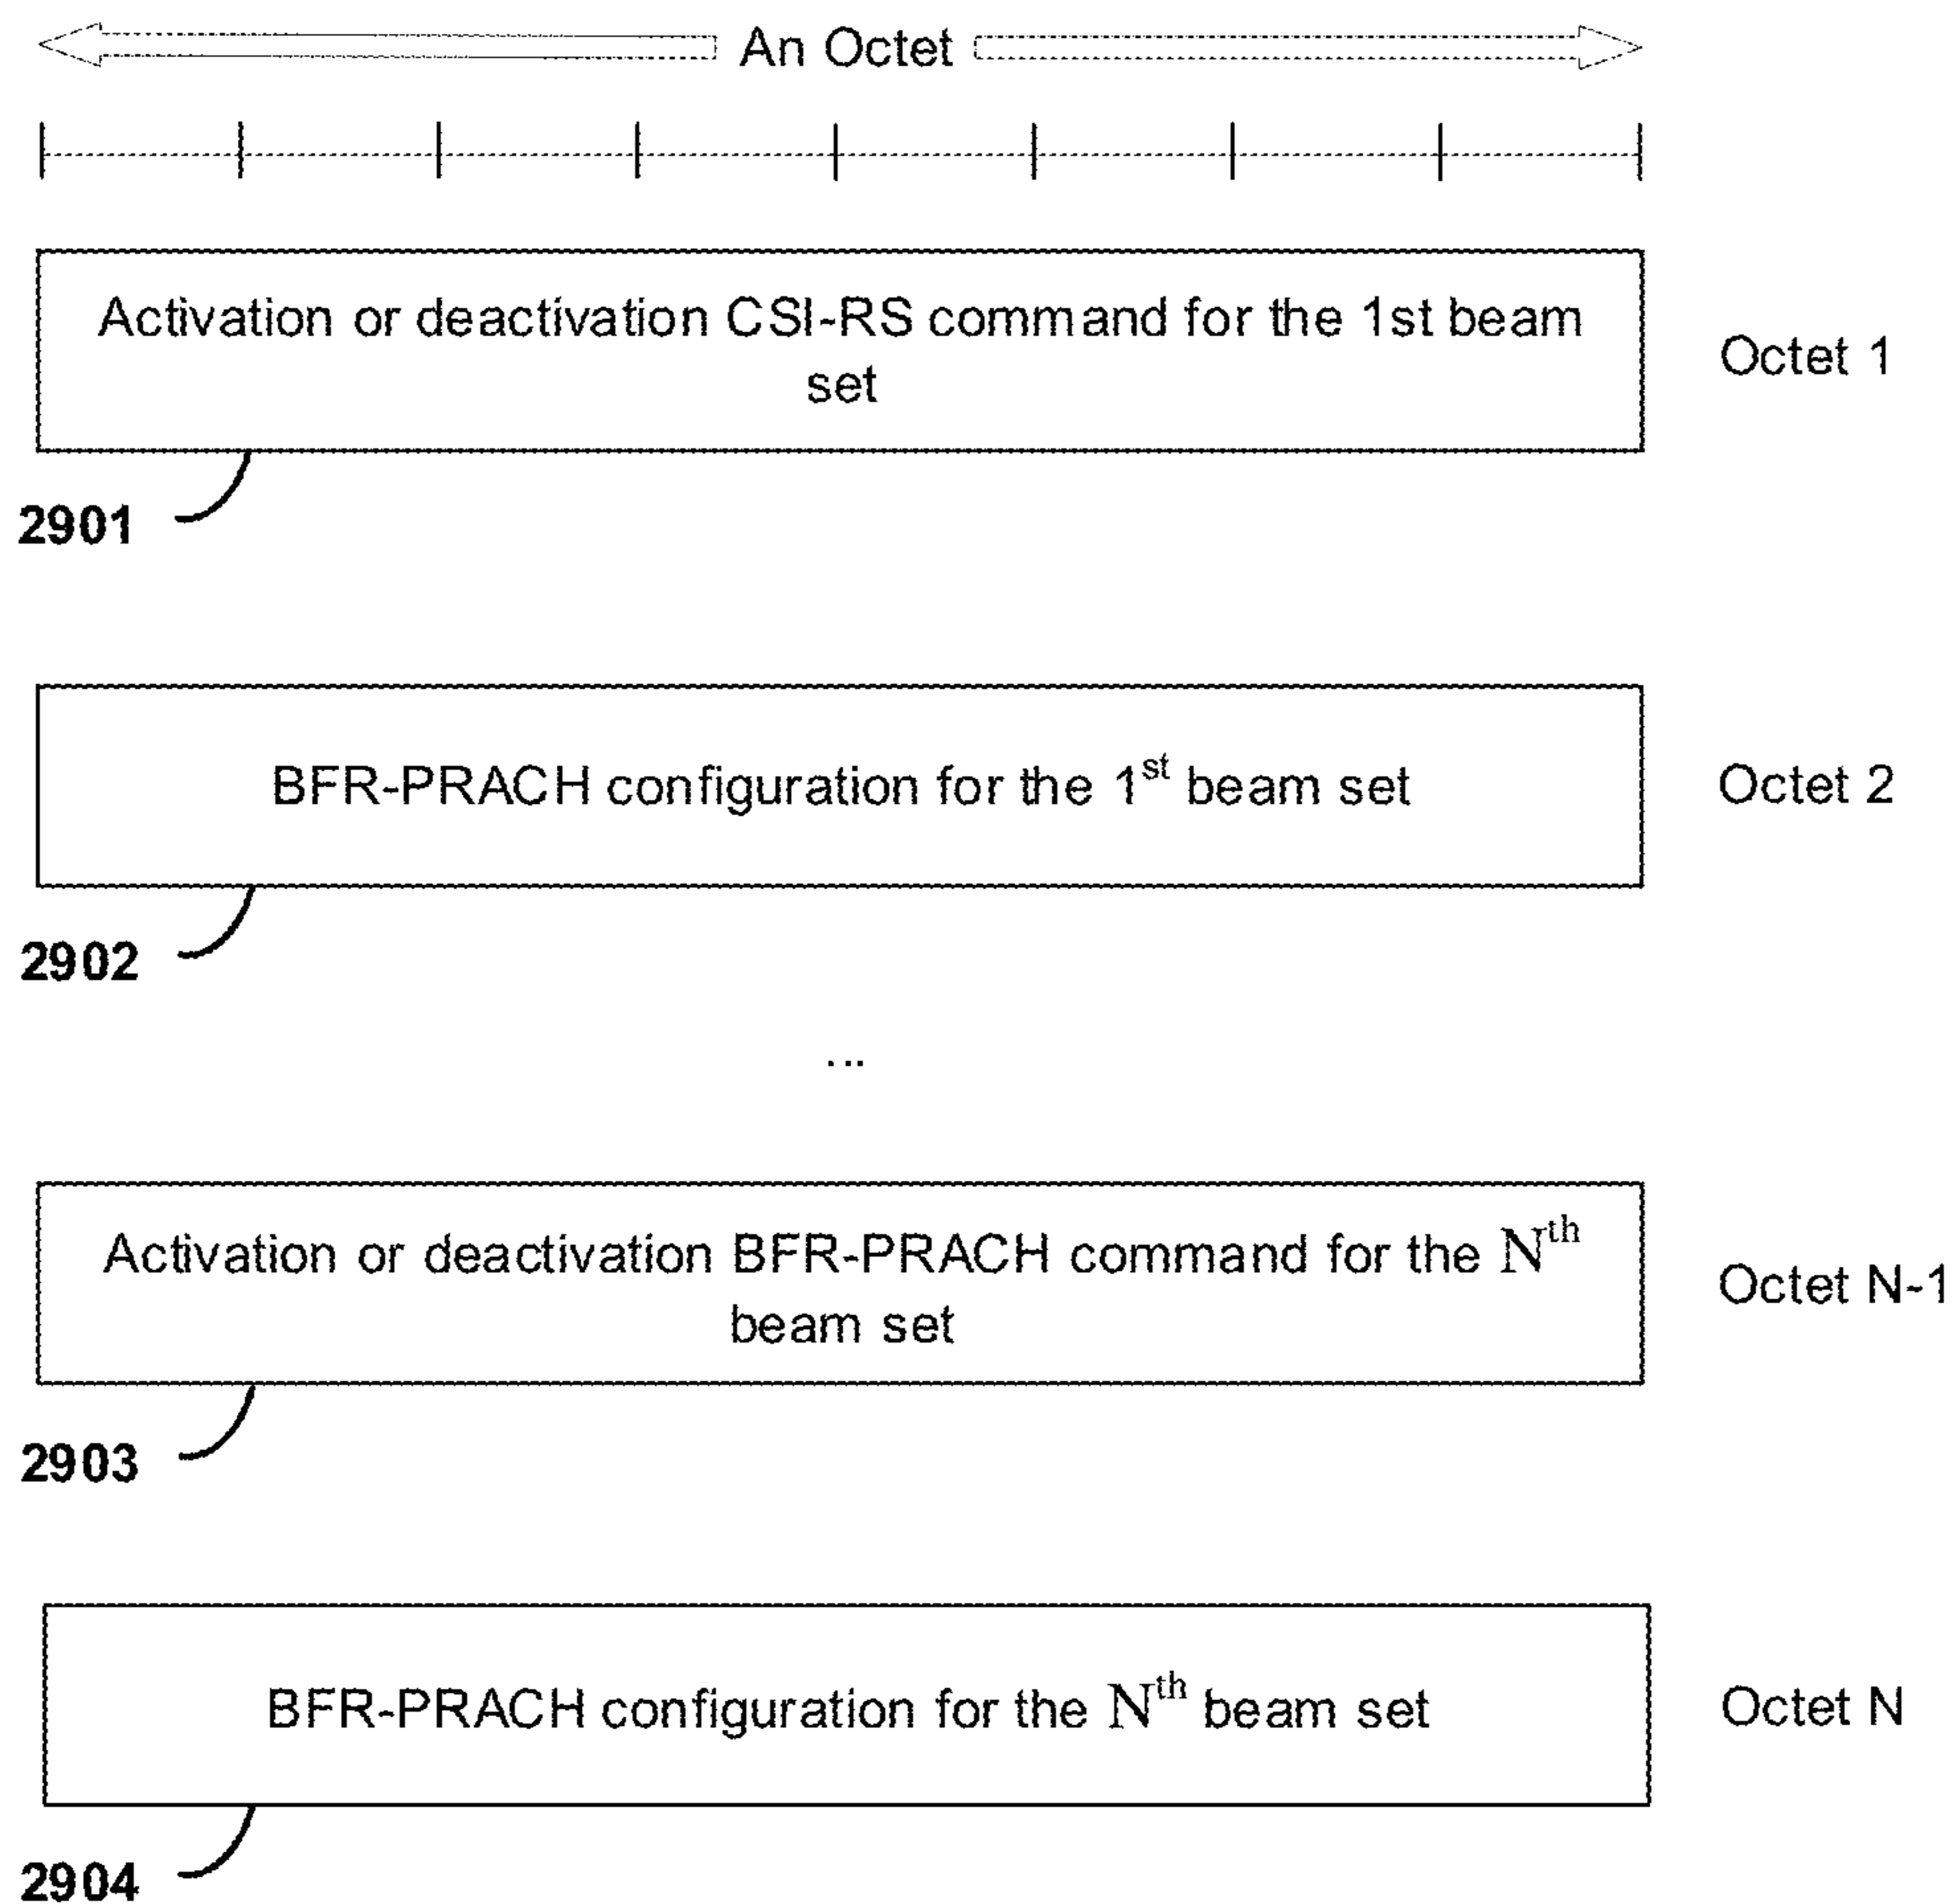 An Octet
Activation or deactivation CSI-RS command for the 1st beam
set
Octet 1
2901
BFR-PRACH configuration for the 1st beam set
Octet 2
2902
...
Activation or deactivation BFR-PRACH command for the Nth
beam set
Octet N-1
2903
BFR-PRACH configuration for the Nth beam set
Octet N
2904